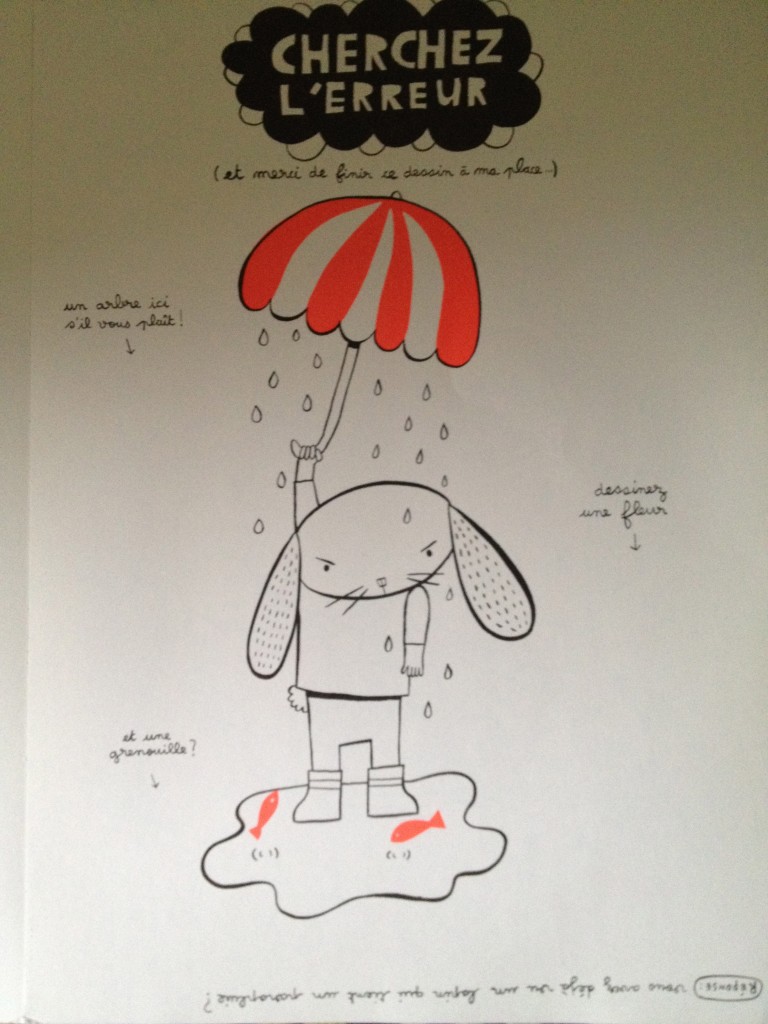 CHERCHEZ
L'ERREUR
(et merci de finir ce dessin à ma place...)
un arbre ici
s'il vous plaît!
dessinez
une fleur
et une
grenouille?
RÉPONSE: vous avez déjà vu un lapin qui tient un parapluie?